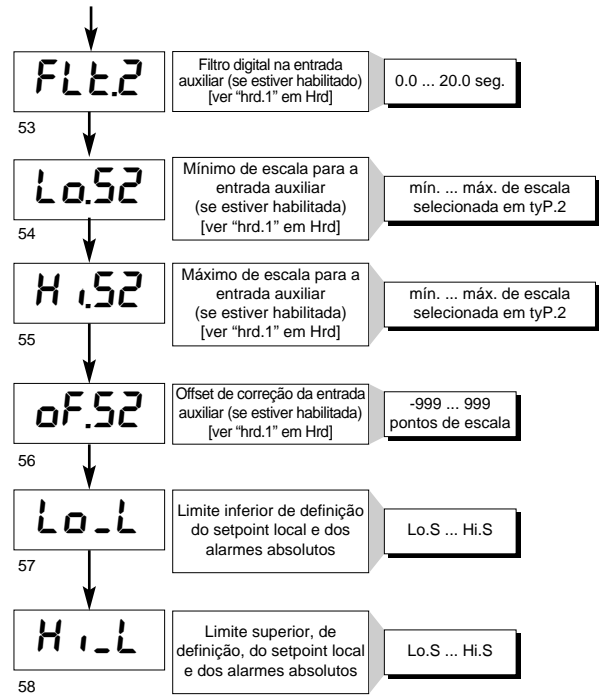 FLt.2
Filtro digital na entrada
auxiliar (se estiver habilitado)
[ver “hrd.1” em Hrd]
0.0 ... 20.0 seg.
53
Lo.S2
Mínimo de escala para a
entrada auxiliar
(se estiver habilitada)
[ver “hrd.1” em Hrd]
mín. ... máx. de escala
selecionada em tyP.2
54
Hi.S2
Máximo de escala para a
entrada auxiliar
(se estiver habilitada)
[ver “hrd.1” em Hrd]
mín. ... máx. de escala
selecionada em tyP.2
55
oF.S2
Offset de correção da entrada
auxiliar (se estiver habilitada)
[ver “hrd.1” em Hrd]
-999 ... 999
pontos de escala
56
Lo_L
Limite inferior de definição
do setpoint local e dos
alarmes absolutos
Lo.S ... Hi.S
57
Hi_L
Limite superior, de
definição, do setpoint local
e dos alarmes absolutos
Lo.S ... Hi.S
58